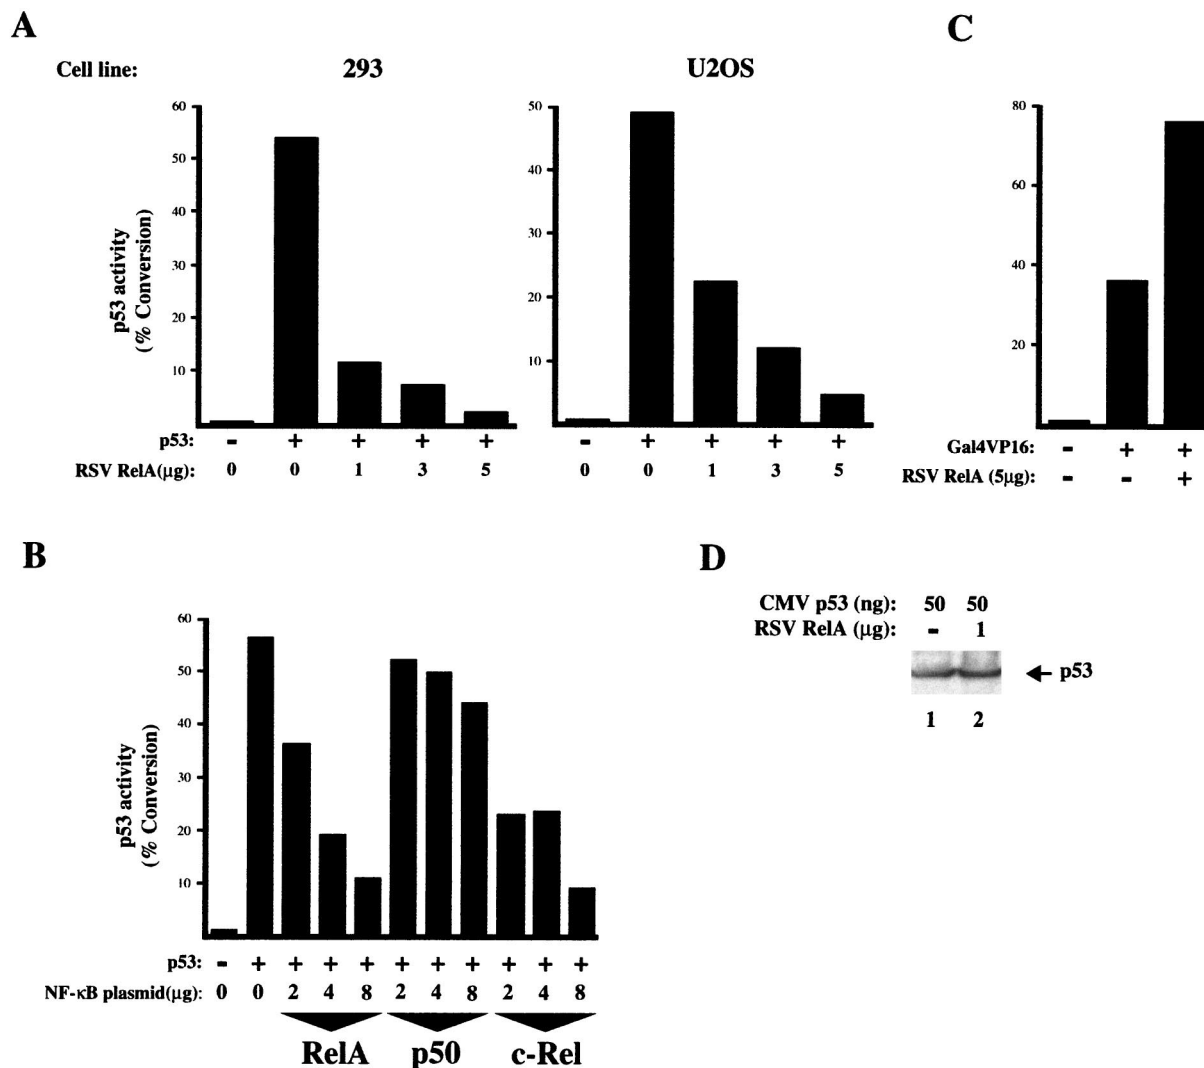 A
Cell line: 293 U2OS
p53 activity
(% Conversion)
60
50
40
30
20
10
p53: - + + + +
RSV RelA(µg): 0 0 1 3 5
50
40
30
20
10
- + + + +
0 0 1 3 5
C
80
60
40
20
Gal4VP16: - + +
RSV RelA (5µg): - - +
B
p53 activity
(% Conversion)
60
50
40
30
20
10
p53: - + + + + + + + + + +
NF-κB plasmid(µg): 0 0 2 4 8 2 4 8 2 4 8
RelA p50 c-Rel
D
CMV p53 (ng): 50 50
RSV RelA (µg): - 1
p53
1 2